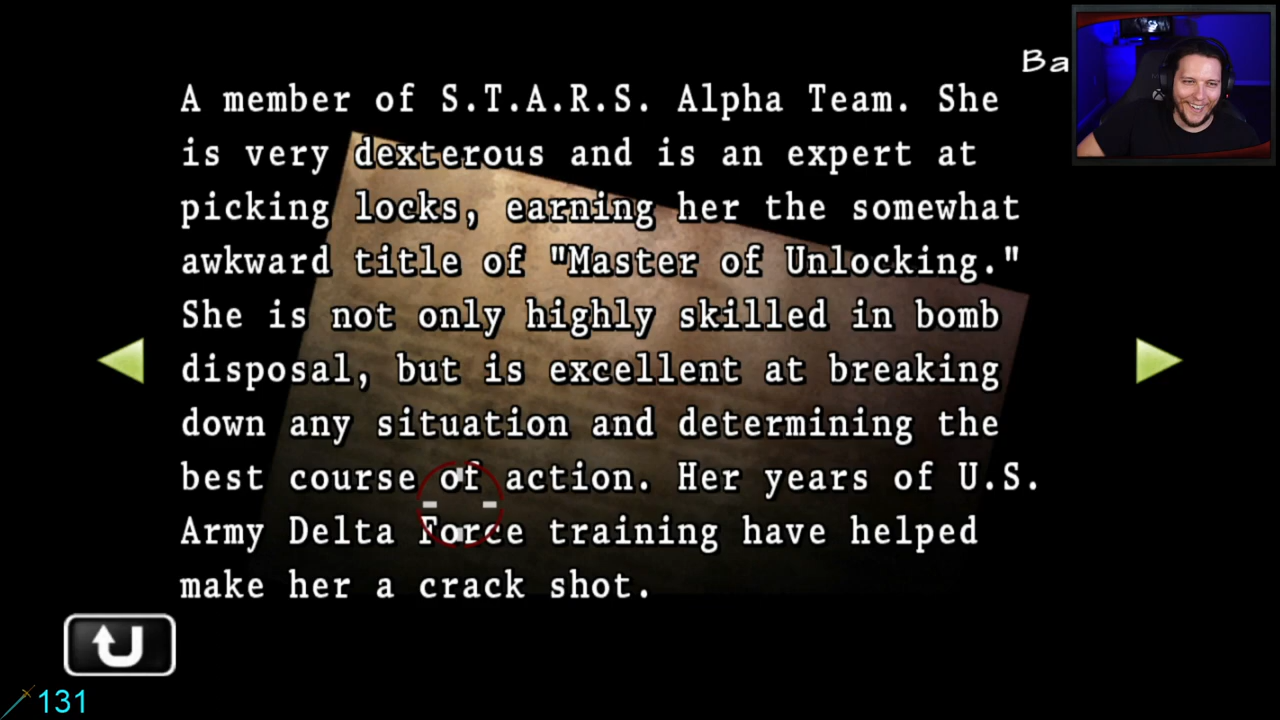 Ba
A member of S.T.A.R.S. Alpha Team. She
is very dexterous and is an expert at
picking locks, earning her the somewhat
awkward title of "Master of Unlocking."
She is not only highly skilled in bomb
disposal, but is excellent at breaking
down any situation and determining the
best course of action. Her years of U.S.
Army Delta Force training have helped
make her a crack shot.
131